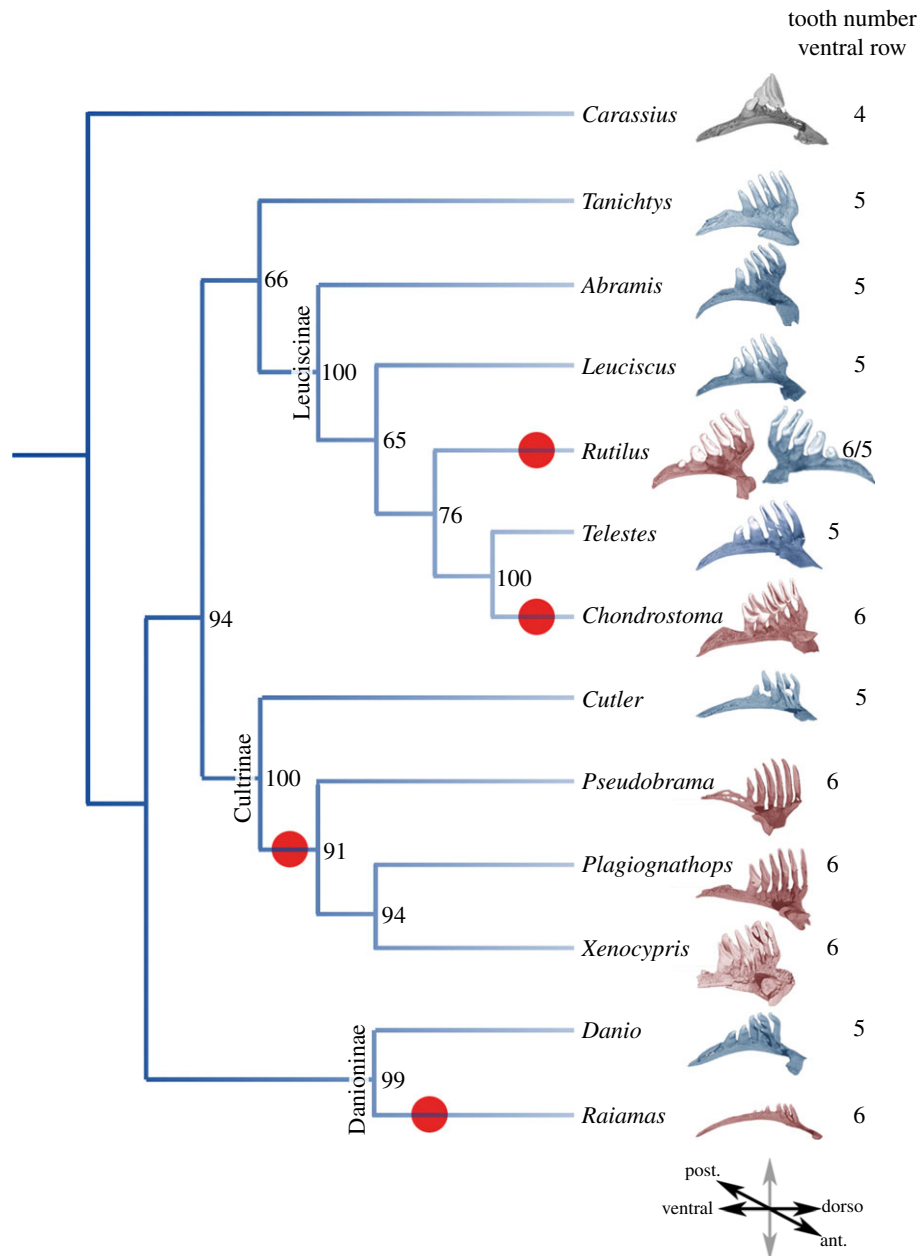 tooth number
ventral row
Carassius 4
Tanichtys 5
66
Abramis 5
Leuciscinae
100
Leuciscus 5
65
Rutilus 6/5
76
Telestes 5
100
Chondrostoma 6
94
Cutler 5
Cultrinae
100
Pseudobrama 6
91
Plagiognathops 6
94
Xenocypris 6
Danio 5
Danioninae
99
Raiamas 6
post.
ventral dorso
ant.